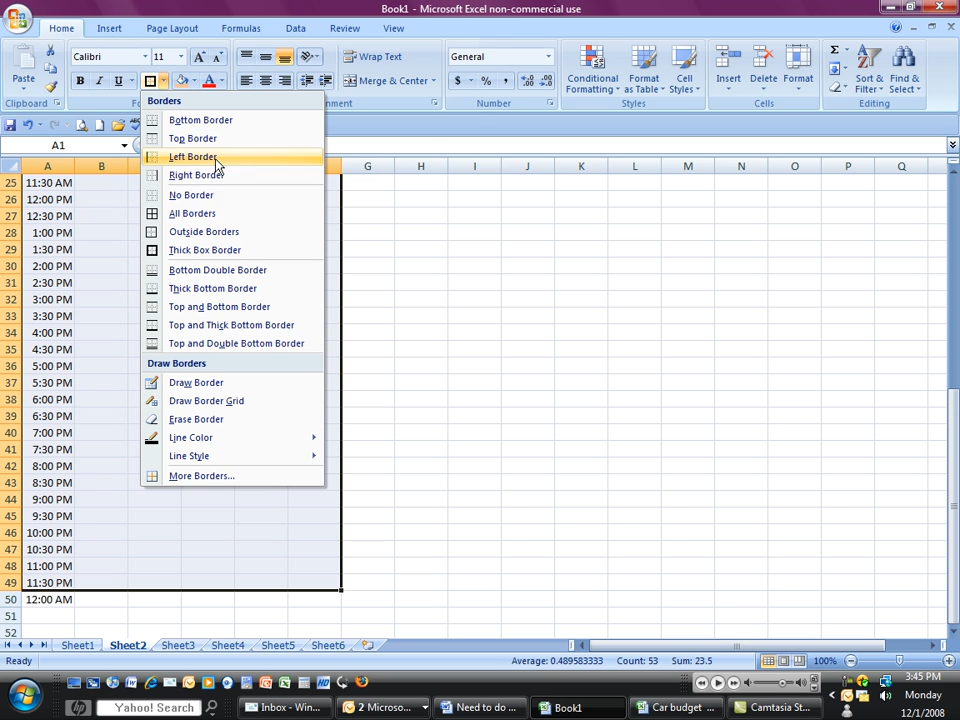 Book1 - Microsoft Excel non-commercial use
Home Insert Page Layout Formulas Data Review View
Paste
Calibri 11 A A
Wrap Text
General
Conditional Formatting
Format as Table
Cell Styles
Insert Delete Format
Σ
Sort & Filter
Find & Select
B I U A
Merge & Center
$ % ,
Clipboard
Number Styles Cells Editing
A1
A B G H I J K L M N O P Q
Borders
Bottom Border
Top Border
Left Border
Right Border
No Border
All Borders
Outside Borders
Thick Box Border
Bottom Double Border
Thick Bottom Border
Top and Bottom Border
Top and Thick Bottom Border
Top and Double Bottom Border
Draw Borders
Draw Border
Draw Border Grid
Erase Border
Line Color
Line Style
More Borders...
25 11:30 AM
26 12:00 PM
27 12:30 PM
28 1:00 PM
29 1:30 PM
30 2:00 PM
31 2:30 PM
32 3:00 PM
33 3:30 PM
34 4:00 PM
35 4:30 PM
36 5:00 PM
37 5:30 PM
38 6:00 PM
39 6:30 PM
40 7:00 PM
41 7:30 PM
42 8:00 PM
43 8:30 PM
44 9:00 PM
45 9:30 PM
46 10:00 PM
47 10:30 PM
48 11:00 PM
49 11:30 PM
50 12:00 AM
51
52
Sheet1 Sheet2 Sheet3 Sheet4 Sheet5 Sheet6
Ready
Average: 0.489583333 Count: 53 Sum: 23.5
100%
3:45 PM
Monday
12/1/2008
Yahoo! Search
Inbox - Win...
2 Microso...
Need to do ...
Book1
Car budget ...
Camtasia St...